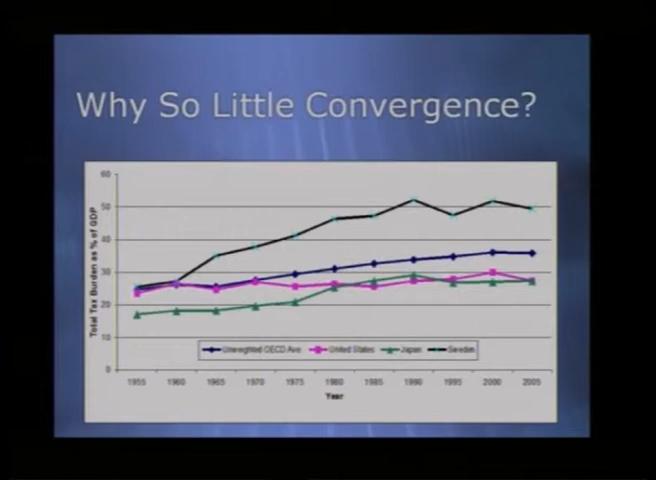 Why So Little Convergence?
60
50
40
30
20
10
0
Total Tax Burden as % of GDP
1955 1960 1965 1970 1975 1980 1985 1990 1995 2000 2005
Year
Unweighted OECD Ave United States Japan Sweden